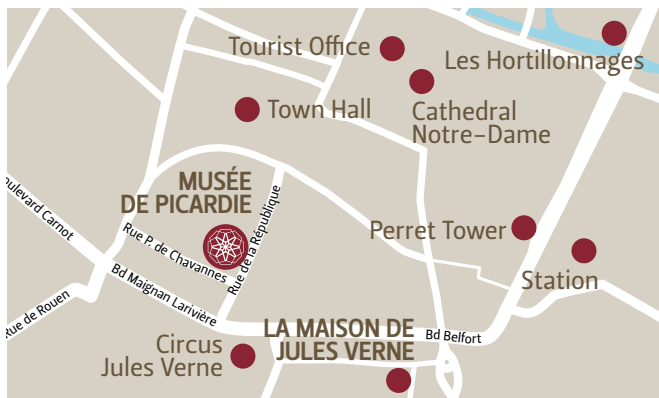 Tourist Office
Les Hortillonnages
Town Hall
Cathedral
Notre-Dame
MUSÉE
DE PICARDIE
Boulevard Carnot
Rue P. de Chavannes
Rue de la République
Perret Tower
Station
Bd Maignan Larivière
Rue de Rouen
LA MAISON DE
JULES VERNE
Bd Belfort
Circus
Jules Verne